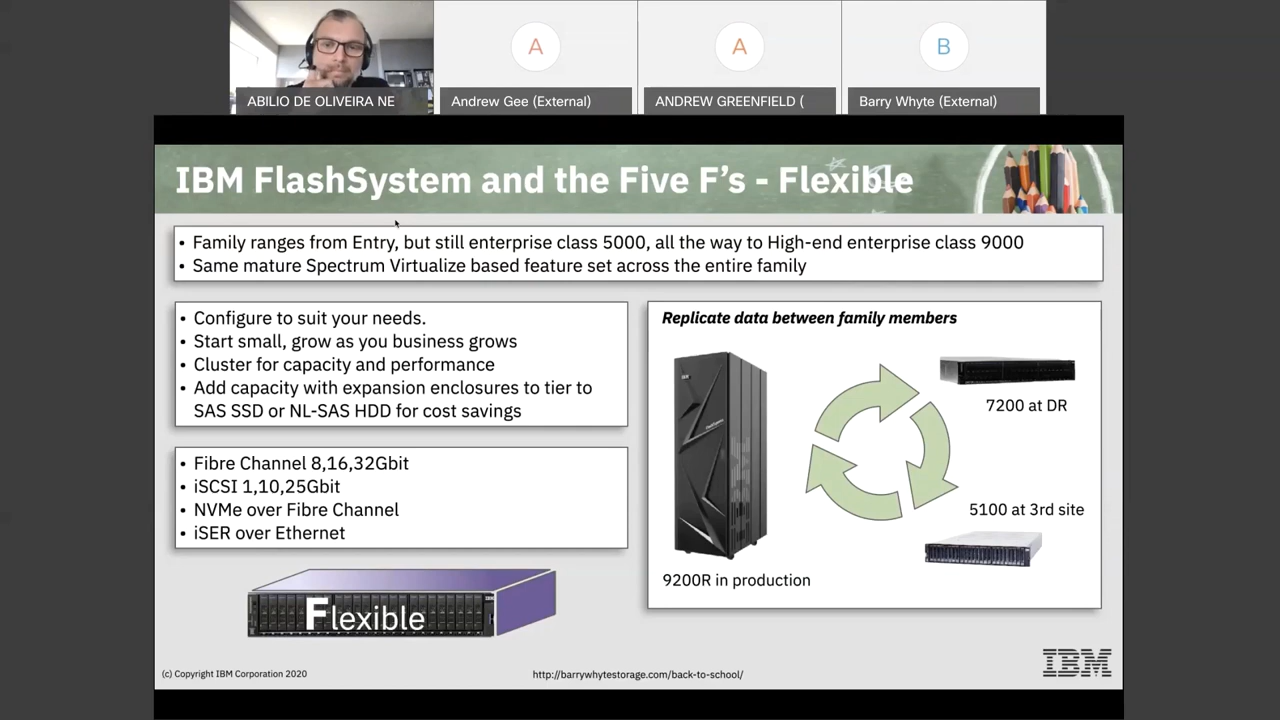 A
A
B
ABILIO DE OLIVEIRA NE
Andrew Gee (External)
ANDREW GREENFIELD (
Barry Whyte (External)
IBM FlashSystem and the Five F's - Flexible
• Family ranges from Entry, but still enterprise class 5000, all the way to High-end enterprise class 9000
• Same mature Spectrum Virtualize based feature set across the entire family
• Configure to suit your needs.
• Start small, grow as you business grows
• Cluster for capacity and performance
• Add capacity with expansion enclosures to tier to
SAS SSD or NL-SAS HDD for cost savings
• Fibre Channel 8,16,32Gbit
• iSCSI 1,10,25Gbit
• NVMe over Fibre Channel
• iSER over Ethernet
Flexible
Replicate data between family members
IBM
7200 at DR
5100 at 3rd site
9200R in production
(c) Copyright IBM Corporation 2020
http://barrywhytestorage.com/back-to-school/
IBM